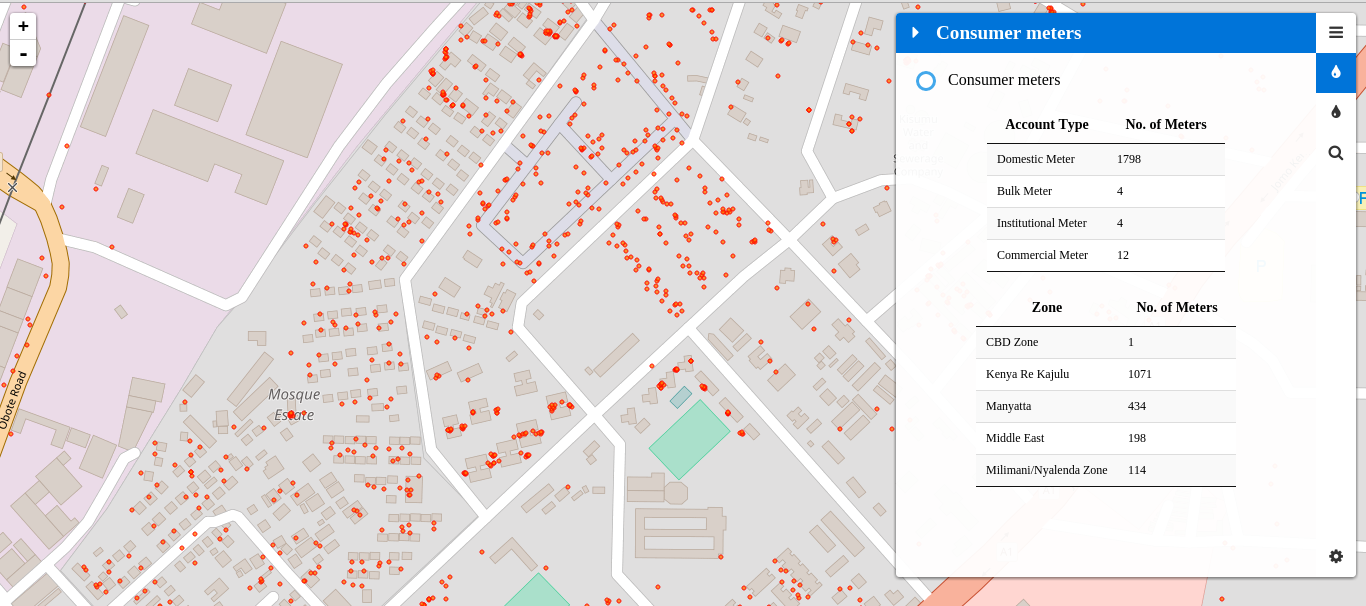 +
-
Obote Road
Mosque
Estate
Consumer meters
Consumer meters
Account Type No. of Meters
Domestic Meter 1798
Bulk Meter 4
Institutional Meter 4
Commercial Meter 12
Zone No. of Meters
CBD Zone 1
Kenya Re Kajulu 1071
Manyatta 434
Middle East 198
Milimani/Nyalenda Zone 114
P